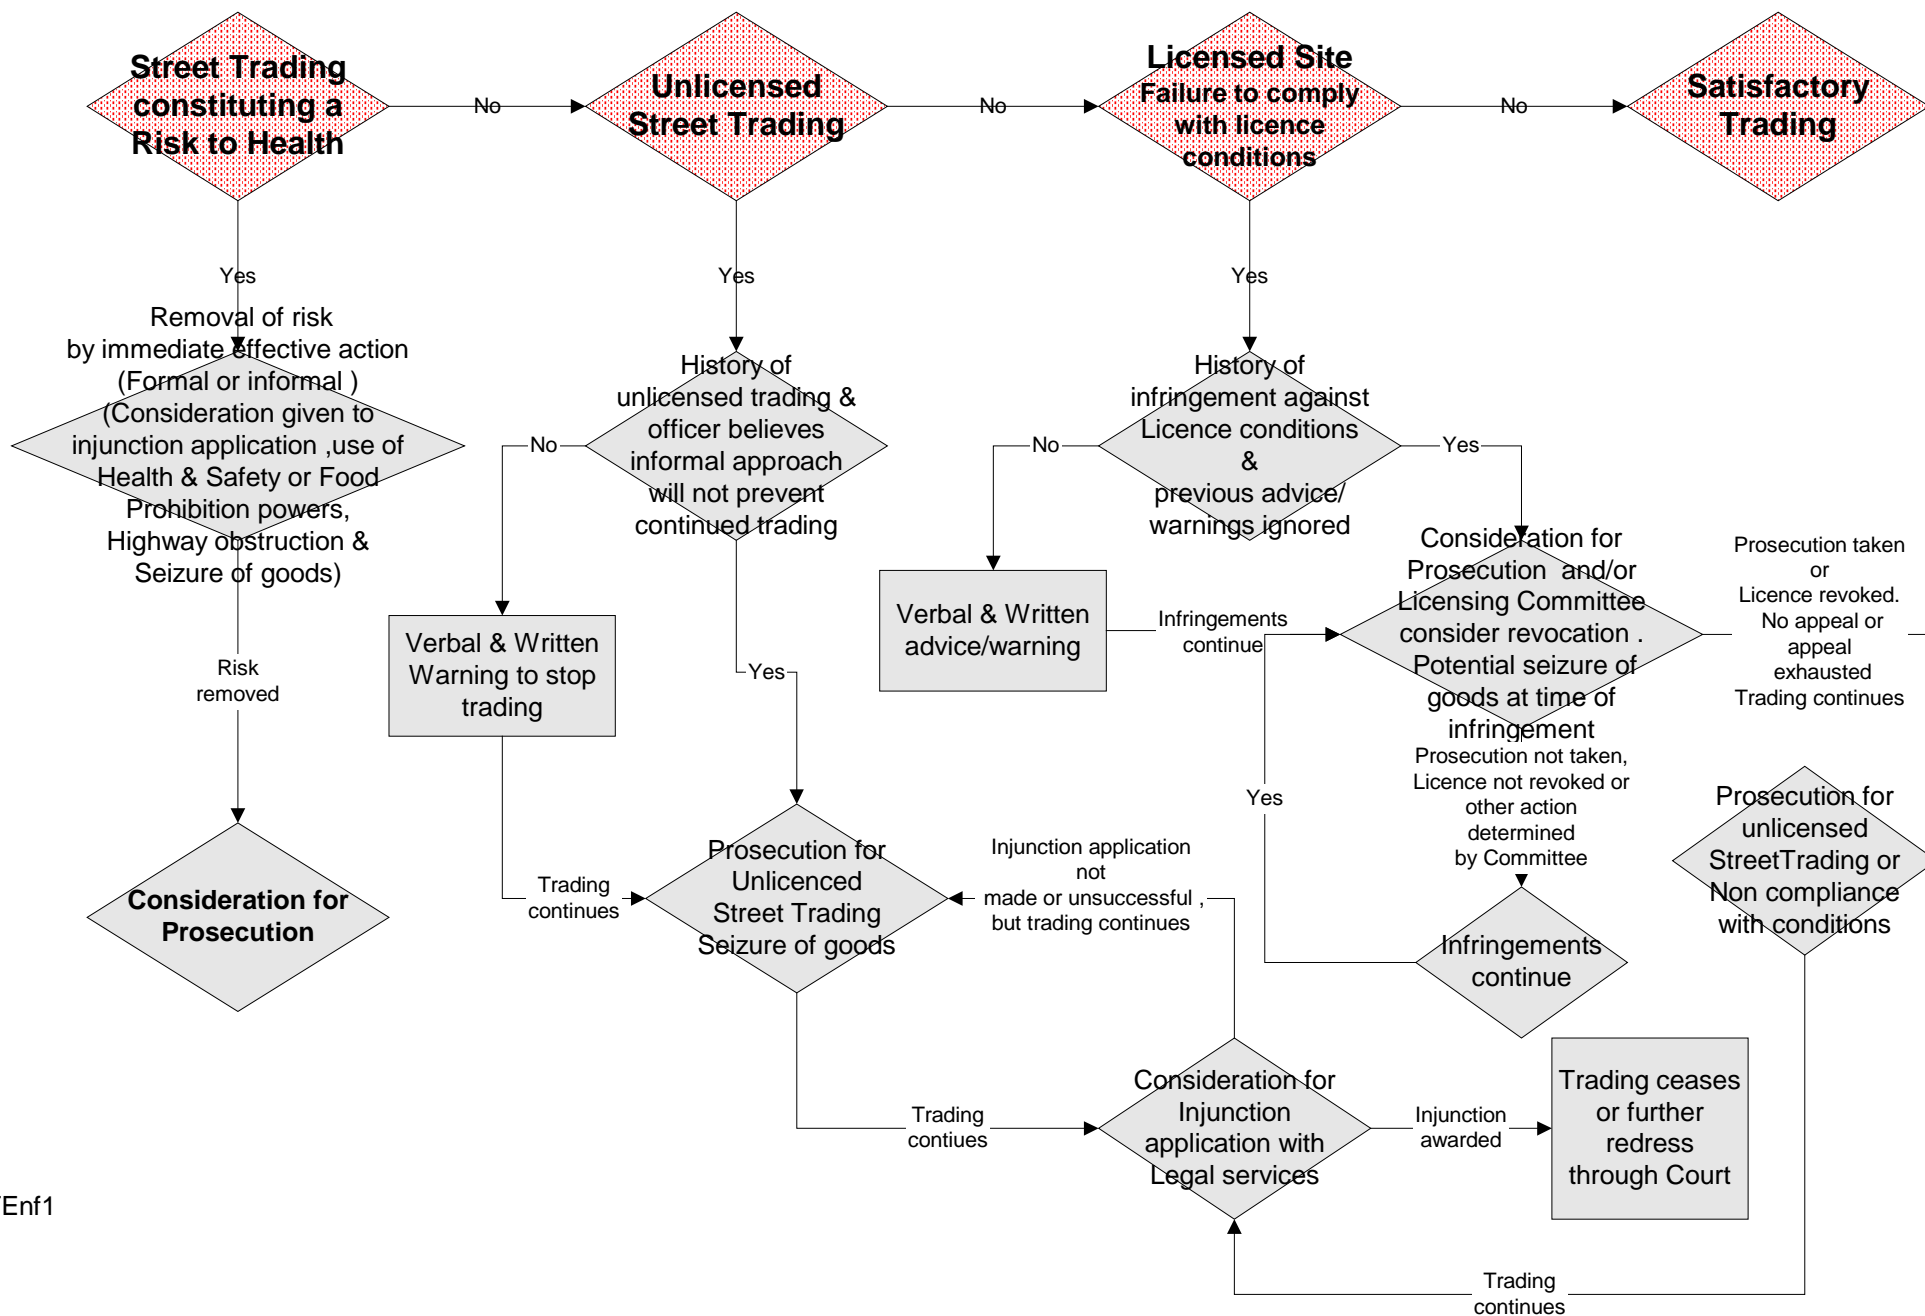 Street Trading
constituting a
Risk to Health
No
Unlicensed
Street Trading
No
Licensed Site
Failure to comply
with licence
conditions
No
Satisfactory
Trading
Yes
Yes
Yes
Removal of risk
by immediate effective action
(Formal or informal )
(Consideration given to
injunction application ,use of
Health & Safety or Food
Prohibition powers,
Highway obstruction &
Seizure of goods)
History of
unlicensed trading &
officer believes
informal approach
will not prevent
continued trading
No
History of
infringement against
Licence conditions
&
previous advice/
warnings ignored
No
Yes
Consideration for
Prosecution and/or
Licensing Committee
consider revocation .
Potential seizure of
goods at time of
infringement
Prosecution taken
or
Licence revoked.
No appeal or
appeal
exhausted
Trading continues
Verbal & Written
Warning to stop
trading
Verbal & Written
advice/warning
Infringements
continue
Risk
removed
Yes
Prosecution not taken,
Licence not revoked or
other action
determined
by Committee
Yes
Prosecution for
unlicensed
StreetTrading or
Non compliance
with conditions
Consideration for
Prosecution
Trading
continues
Prosecution for
Unlicenced
Street Trading
Seizure of goods
Injunction application
not
made or unsuccessful ,
but trading continues
Infringements
continue
Trading
contiues
Consideration for
Injunction
application with
Legal services
Injunction
awarded
Trading ceases
or further
redress
through Court
Enf1
Trading
continues